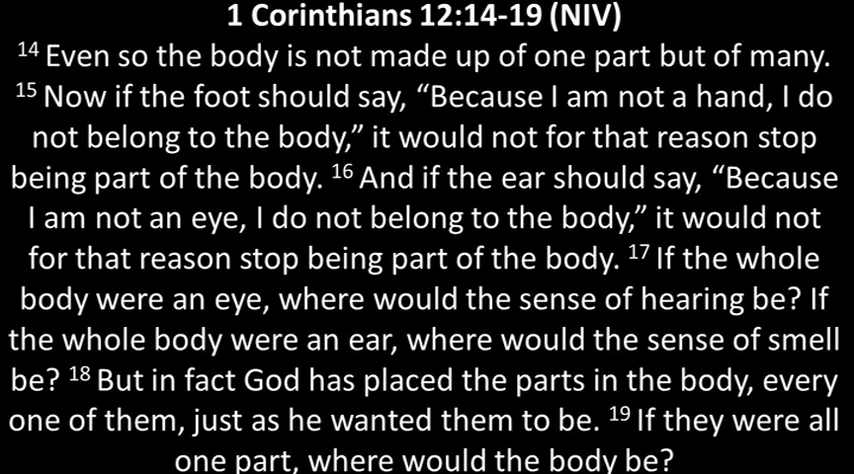 1 Corinthians 12:14-19 (NIV)
14 Even so the body is not made up of one part but of many.
15 Now if the foot should say, “Because I am not a hand, I do
not belong to the body,” it would not for that reason stop
being part of the body. 16 And if the ear should say, “Because
I am not an eye, I do not belong to the body,” it would not
for that reason stop being part of the body. 17 If the whole
body were an eye, where would the sense of hearing be? If
the whole body were an ear, where would the sense of smell
be? 18 But in fact God has placed the parts in the body, every
one of them, just as he wanted them to be. 19 If they were all
one part, where would the body be?